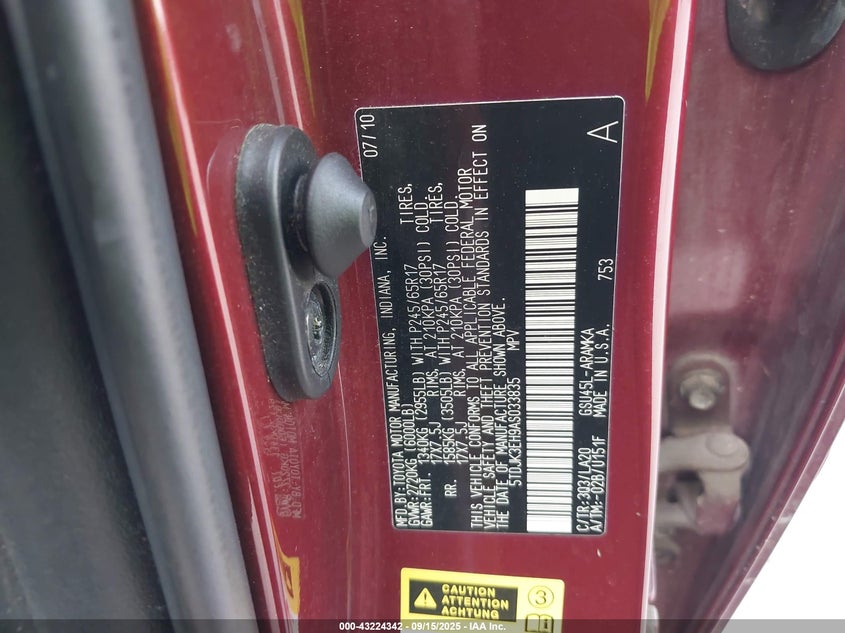 MFD.BY:TOYOTA MOTOR MANUFACTURING, INDIANA, INC. 07/10
GVWR:2720KG (6000LB)
GAWR:FRT. 1340KG (2955LB) WITH P245/65R17 TIRES,
17X7.5J RIMS, AT 210KPA (30PSI) COLD.
RR. 1585KG (3505LB) WITH P245/65R17 TIRES,
17X7.5J RIMS, AT 210KPA (30PSI) COLD.
THIS VEHICLE CONFORMS TO ALL APPLICABLE FEDERAL MOTOR
VEHICLE SAFETY AND THEFT PREVENTION STANDARDS IN EFFECT ON
THE DATE OF MANUFACTURE SHOWN ABOVE.
5TDJK3EH9AS033835 MPV
C/TR:3Q3/LA20 GSU45L-ARAMKA 753 A
A/TM:-02B/U151F MADE IN U.S.A.
CAUTION
ATTENTION
ACHTUNG
3
000-43224342 - 09/15/2025 - IAA Inc.